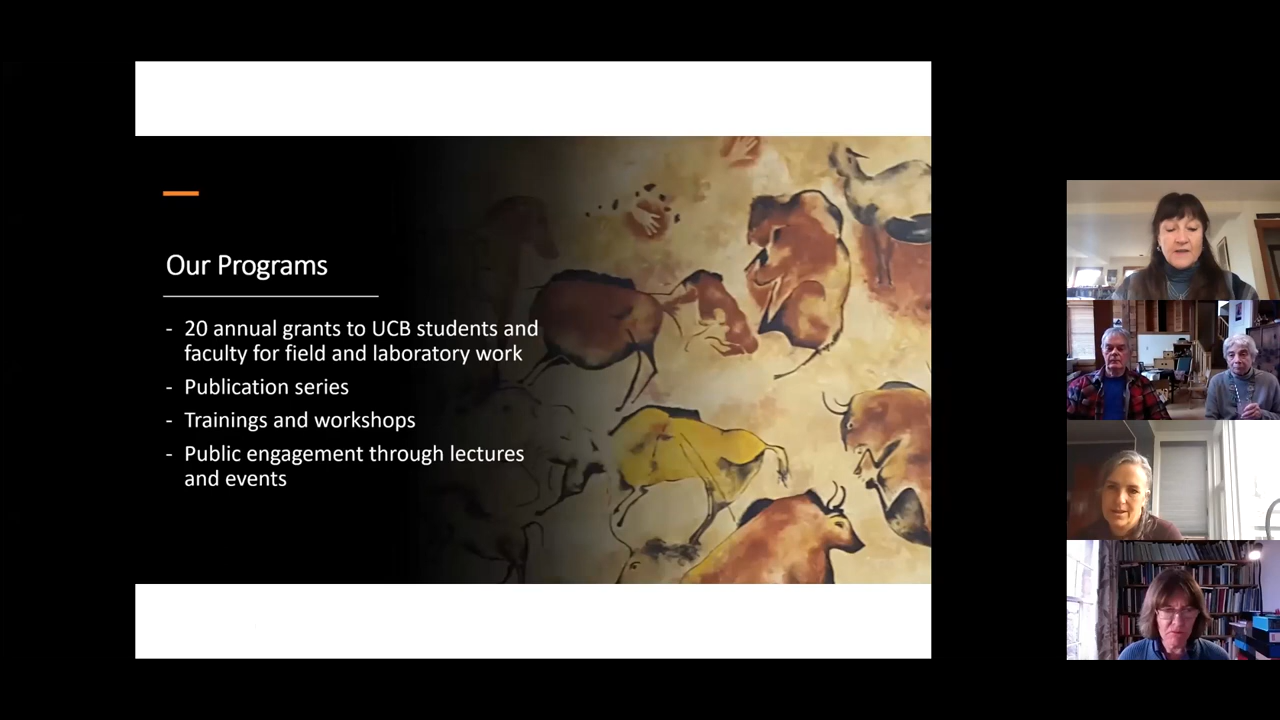 Our Programs
- 20 annual grants to UCB students and
faculty for field and laboratory work
- Publication series
- Trainings and workshops
- Public engagement through lectures
and events